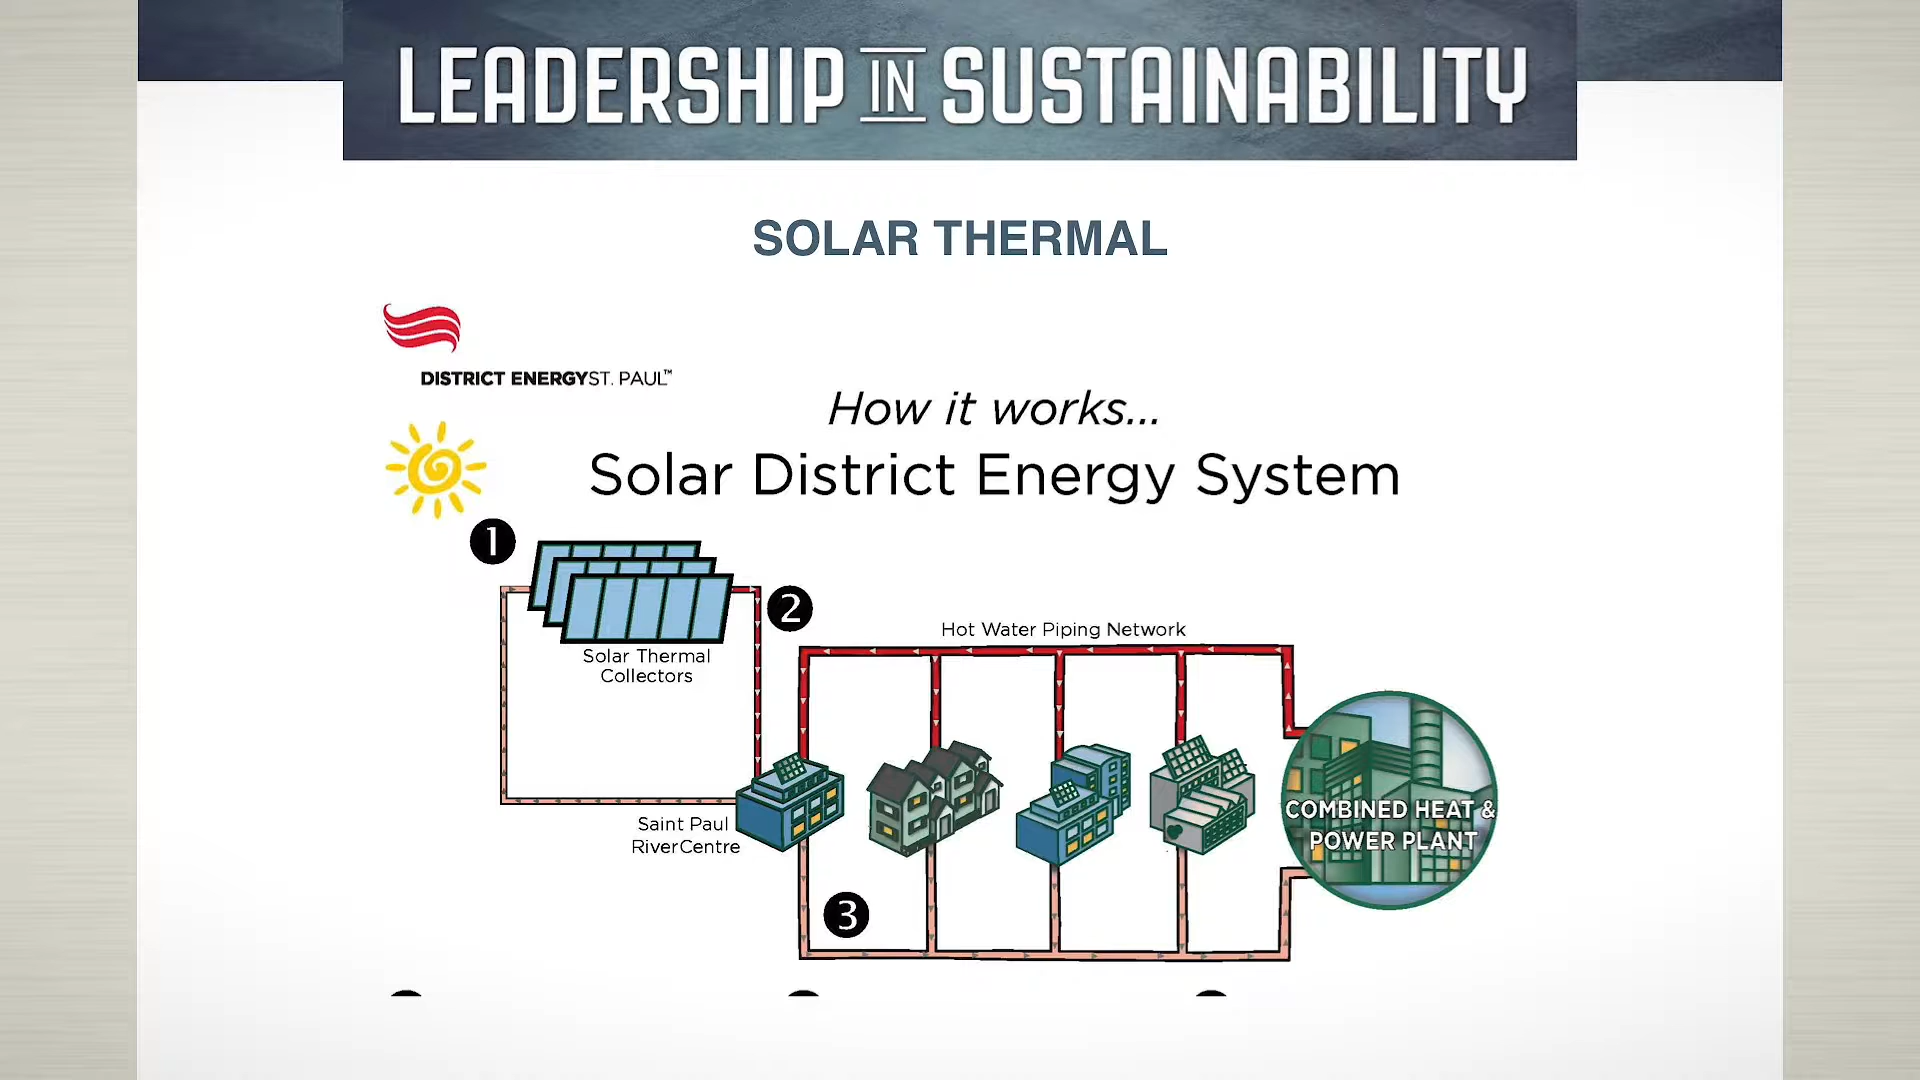 LEADERSHIP IN SUSTAINABILITY
SOLAR THERMAL
DISTRICT ENERGY ST. PAUL™
How it works...
Solar District Energy System
1
2
Hot Water Piping Network
Solar Thermal
Collectors
COMBINED HEAT &
POWER PLANT
Saint Paul
RiverCentre
3